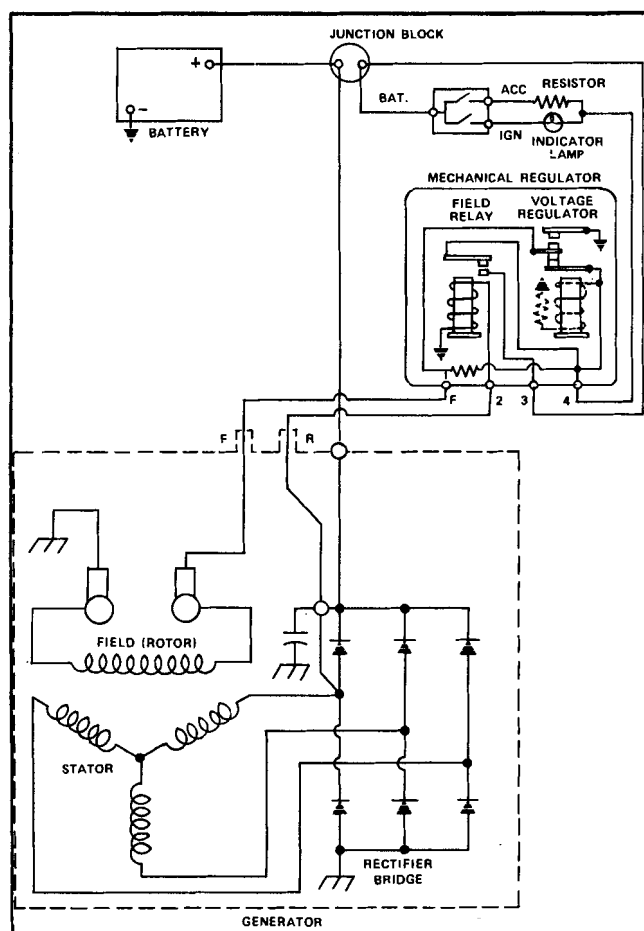 JUNCTION BLOCK
+
-
BATTERY
BAT.
ACC
RESISTOR
IGN
INDICATOR
LAMP
MECHANICAL REGULATOR
FIELD
RELAY
VOLTAGE
REGULATOR
F
2
3
4
F
R
FIELD (ROTOR)
STATOR
RECTIFIER
BRIDGE
GENERATOR